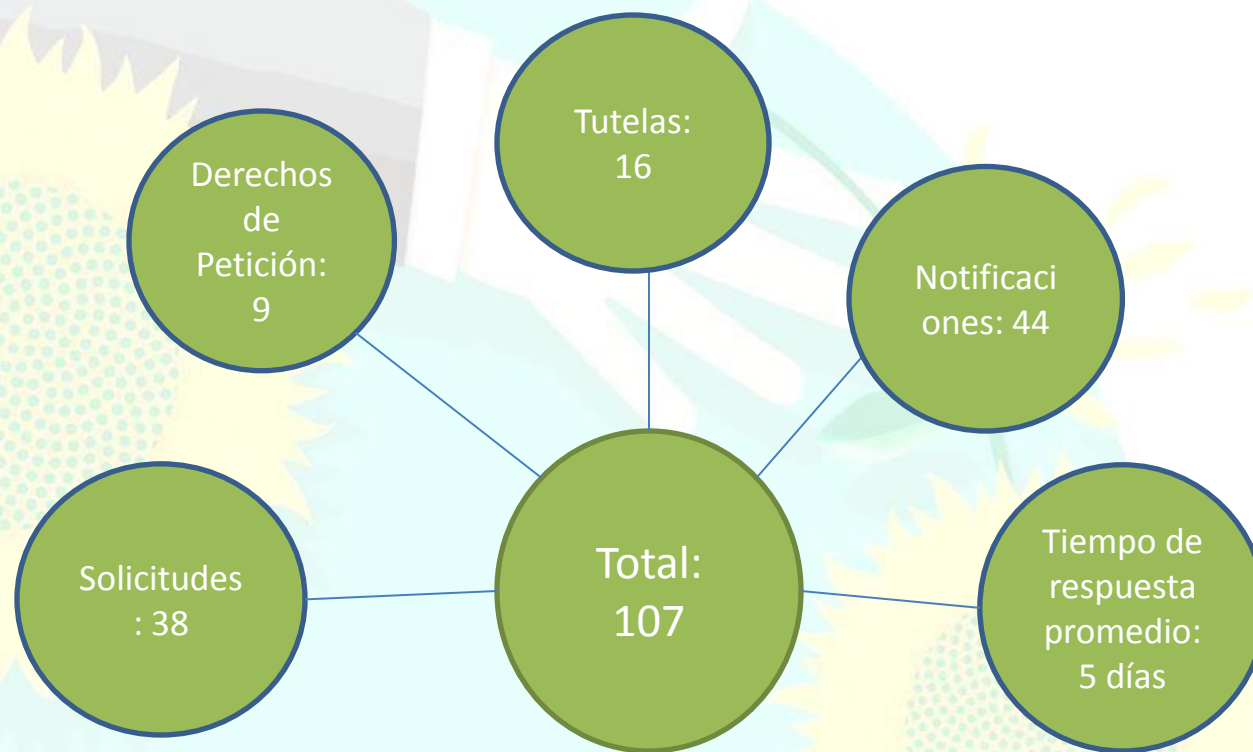 Tutelas:
16
Derechos
de
Petición:
9
Notificaci
ones: 44
Solicitudes
: 38
Total:
107
Tiempo de
respuesta
promedio:
5 días